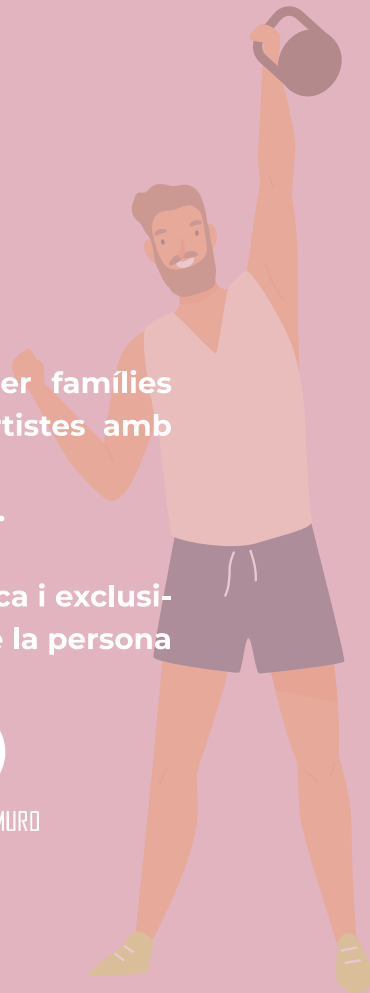 er famílies
rtistes amb
.
ca i exclusi-
e la persona
MURO